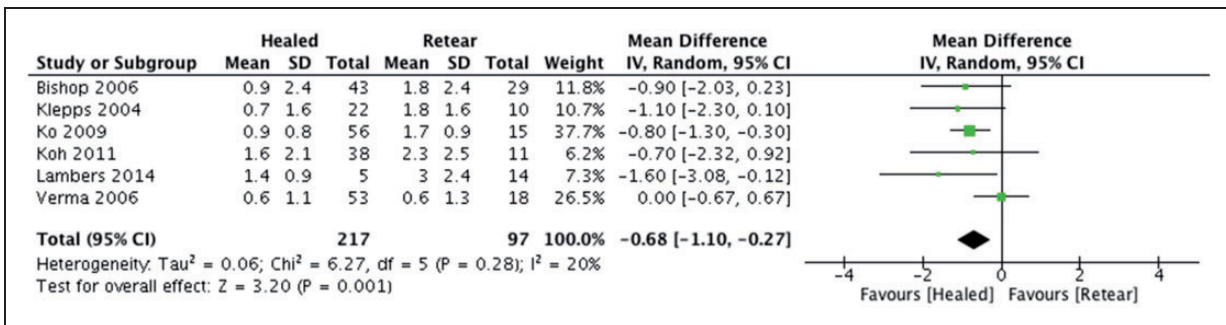 Healed Retear Mean Difference Mean Difference
Study or Subgroup Mean SD Total Mean SD Total Weight IV, Random, 95% CI IV, Random, 95% CI
Bishop 2006 0.9 2.4 43 1.8 2.4 29 11.8% −0.90 [−2.03, 0.23]
Klepps 2004 0.7 1.6 22 1.8 1.6 10 10.7% −1.10 [−2.30, 0.10]
Ko 2009 0.9 0.8 56 1.7 0.9 15 37.7% −0.80 [−1.30, −0.30]
Koh 2011 1.6 2.1 38 2.3 2.5 11 6.2% −0.70 [−2.32, 0.92]
Lambers 2014 1.4 0.9 5 3 2.4 14 7.3% −1.60 [−3.08, −0.12]
Verma 2006 0.6 1.1 53 0.6 1.3 18 26.5% 0.00 [−0.67, 0.67]
Total (95% CI) 217 97 100.0% −0.68 [−1.10, −0.27]
Heterogeneity: Tau² = 0.06; Chi² = 6.27, df = 5 (P = 0.28); I² = 20%
Test for overall effect: Z = 3.20 (P = 0.001)
−4 −2 0 2 4
Favours [Healed] Favours [Retear]